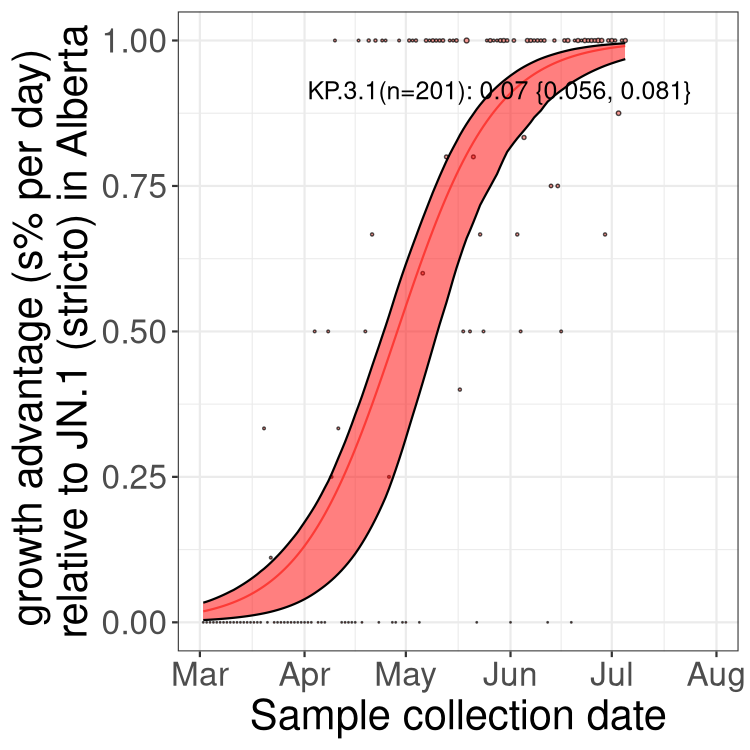 growth advantage (s% per day)
relative to JN.1 (stricto) in Alberta
1.00
0.75
0.50
0.25
0.00
KP.3.1(n=201): 0.07 {0.056, 0.081}
Mar Apr May Jun Jul Aug
Sample collection date